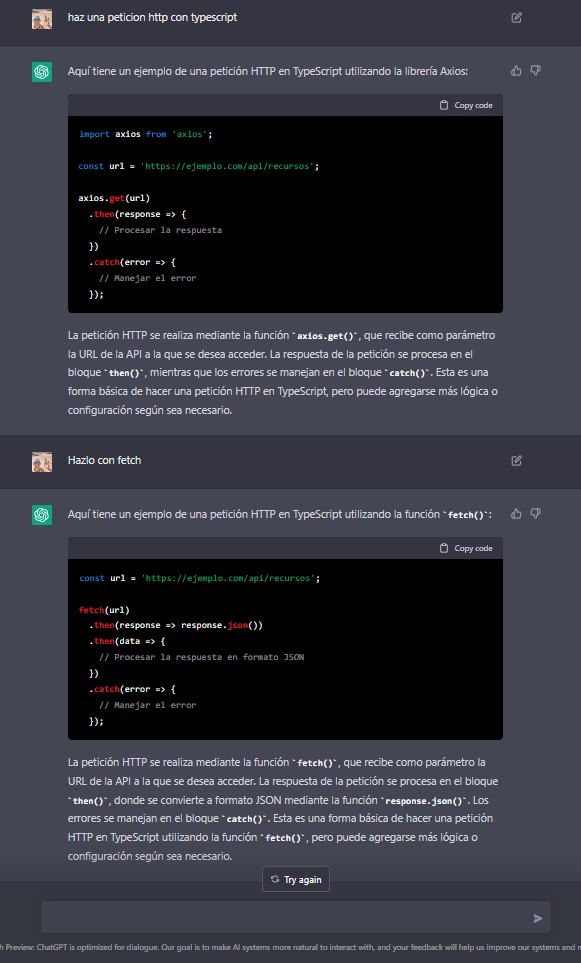 haz una peticion http con typescript
Aquí tiene un ejemplo de una petición HTTP en TypeScript utilizando la librería Axios:
Copy code
import axios from 'axios';
const url = 'https://ejemplo.com/api/recursos';
axios.get(url)
.then(response => {
// Procesar la respuesta
})
.catch(error => {
// Manejar el error
});
La petición HTTP se realiza mediante la función `axios.get()`, que recibe como parámetro
la URL de la API a la que se desea acceder. La respuesta de la petición se procesa en el
bloque `then()`, mientras que los errores se manejan en el bloque `catch()`. Esta es una
forma básica de hacer una petición HTTP en TypeScript, pero puede agregarse más lógica o
configuración según sea necesario.
Hazlo con fetch
Aquí tiene un ejemplo de una petición HTTP en TypeScript utilizando la función `fetch()`:
Copy code
const url = 'https://ejemplo.com/api/recursos';
fetch(url)
.then(response => response.json())
.then(data => {
// Procesar la respuesta en formato JSON
})
.catch(error => {
// Manejar el error
});
La petición HTTP se realiza mediante la función `fetch()`, que recibe como parámetro la
URL de la API a la que se desea acceder. La respuesta de la petición se procesa en el bloque
`then()`, donde se convierte a formato JSON mediante la función `response.json()`. Los
errores se manejan en el bloque `catch()`. Esta es una forma básica de hacer una petición
HTTP en TypeScript utilizando la función `fetch()`, pero puede agregarse más lógica o
configuración según sea necesario.
Try again
h Preview: ChatGPT is optimized for dialogue. Our goal is to make AI systems more natural to interact with, and your feedback will help us improve our systems and m